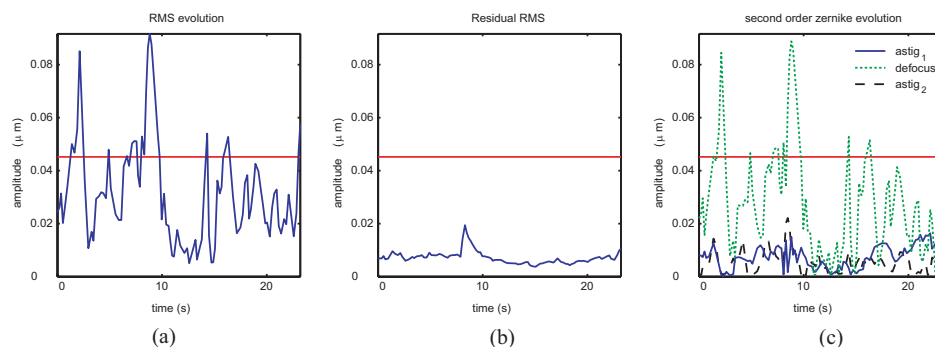 RMS evolution
0.08
0.06
0.04
0.02
0
amplitude (μ m)
10
20
time (s)
(a)
Residual RMS
0.08
0.06
0.04
0.02
0
amplitude (μ m)
10
20
time (s)
(b)
second order zernike evolution
astig1
defocus
astig2
0.08
0.06
0.04
0.02
0
amplitude (μ m)
0
10
20
time (s)
(c)